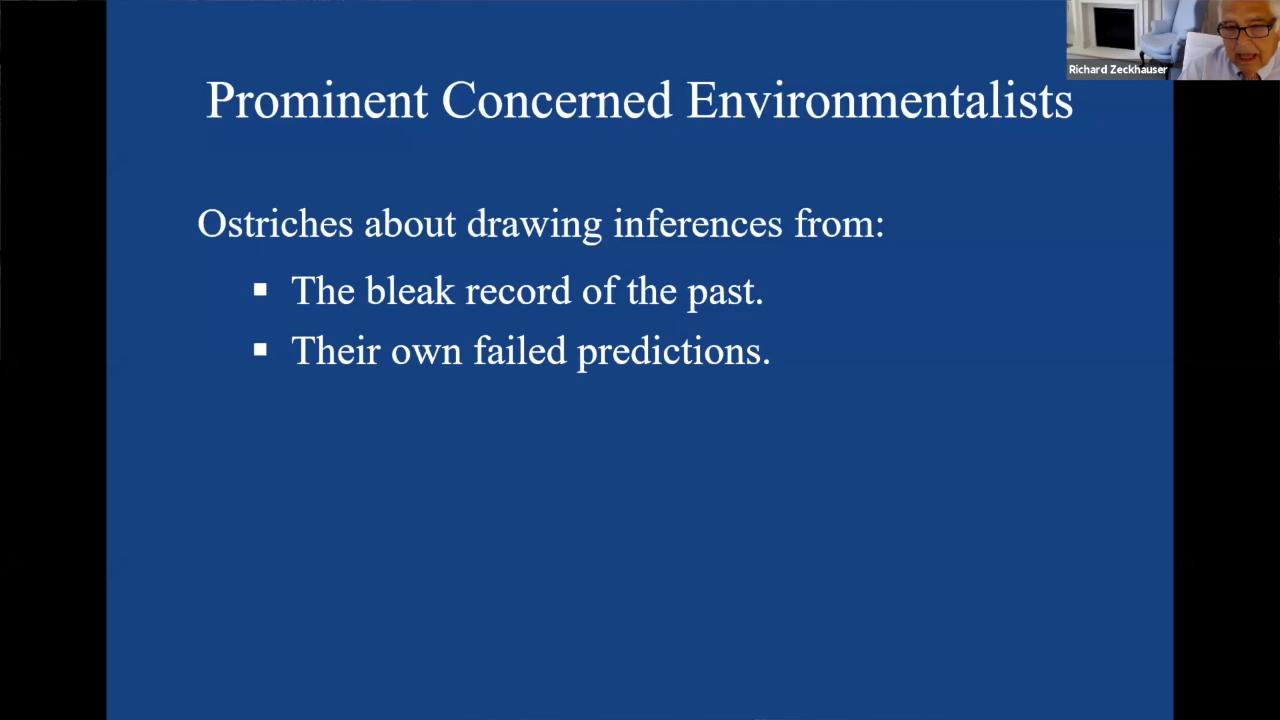 Richard Zeckhauser
Prominent Concerned Environmentalists
Ostriches about drawing inferences from:
▪ The bleak record of the past.
▪ Their own failed predictions.